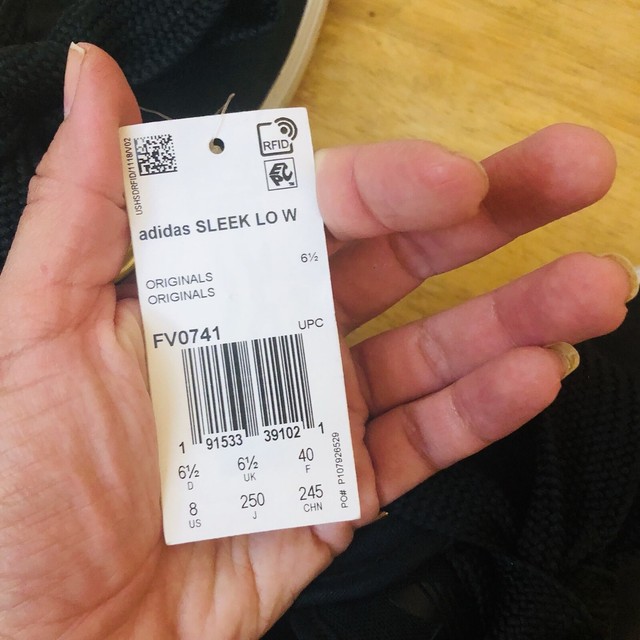 USHSDRFID/1118/V02
RFID
adidas SLEEK LO W
6½
ORIGINALS
ORIGINALS
FV0741
UPC
1 91533 39102 1
6½ 6½ 40
D UK F
8 250 245
US J CHN
PO# P107926529